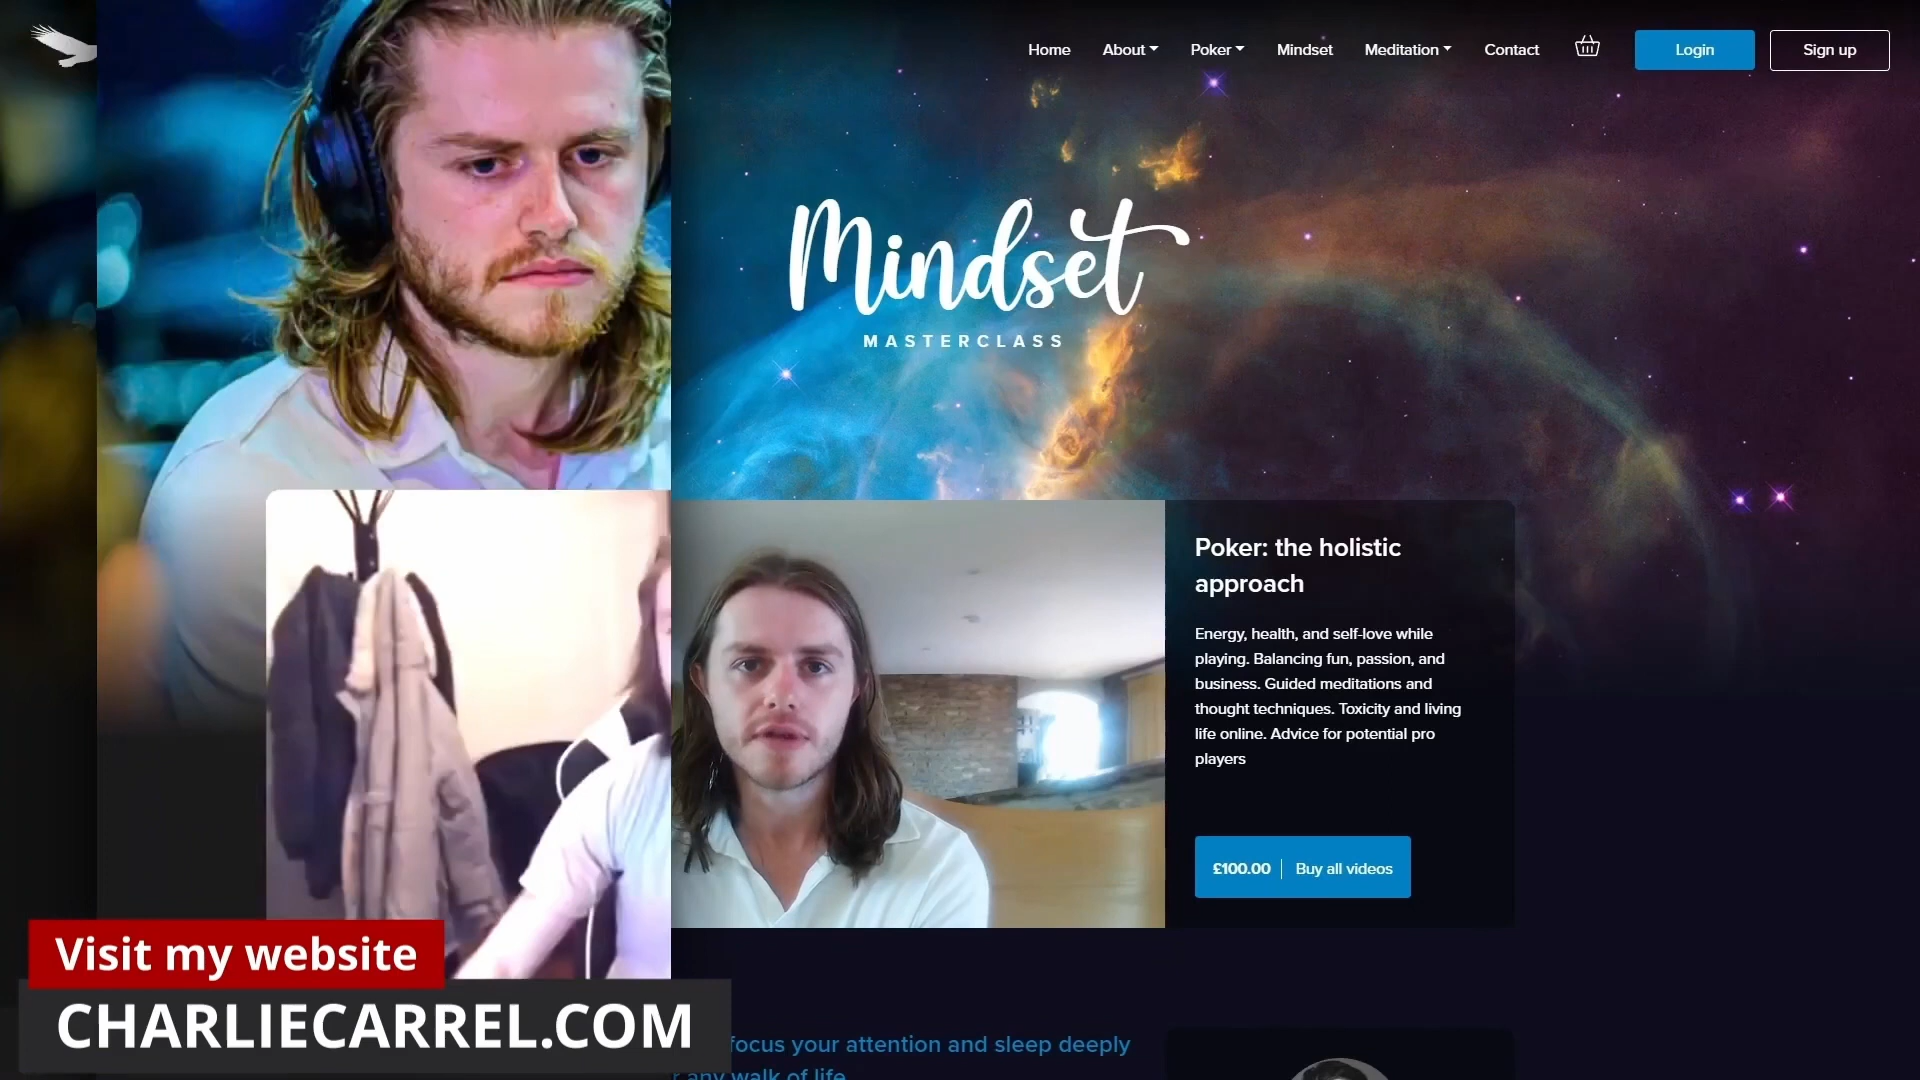 Home
About
Poker
Mindset
Meditation
Contact
Login
Sign up
Mindset
MASTERCLASS
Poker: the holistic
approach
Energy, health, and self-love while
playing. Balancing fun, passion, and
business. Guided meditations and
thought techniques. Toxicity and living
life online. Advice for potential pro
players
£100.00 | Buy all videos
Visit my website
CHARLIECARREL.COM
focus your attention and sleep deeply
any walk of life